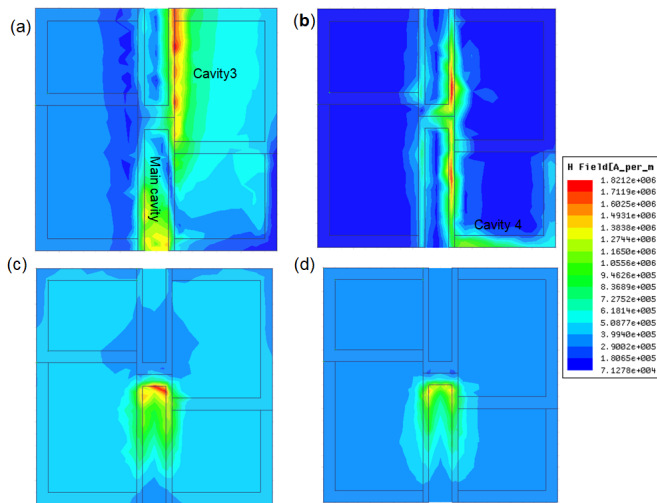 (a)
Cavity3
Main cavity
(b)
Cavity 4
H Field[A_per_m
1.8212e+006
1.7119e+006
1.6025e+006
1.4931e+006
1.3838e+006
1.2744e+006
1.1650e+006
1.0556e+006
9.4626e+005
8.3689e+005
7.2752e+005
6.1814e+005
5.0877e+005
3.9940e+005
2.9002e+005
1.8065e+005
7.1278e+004
(c)
(d)